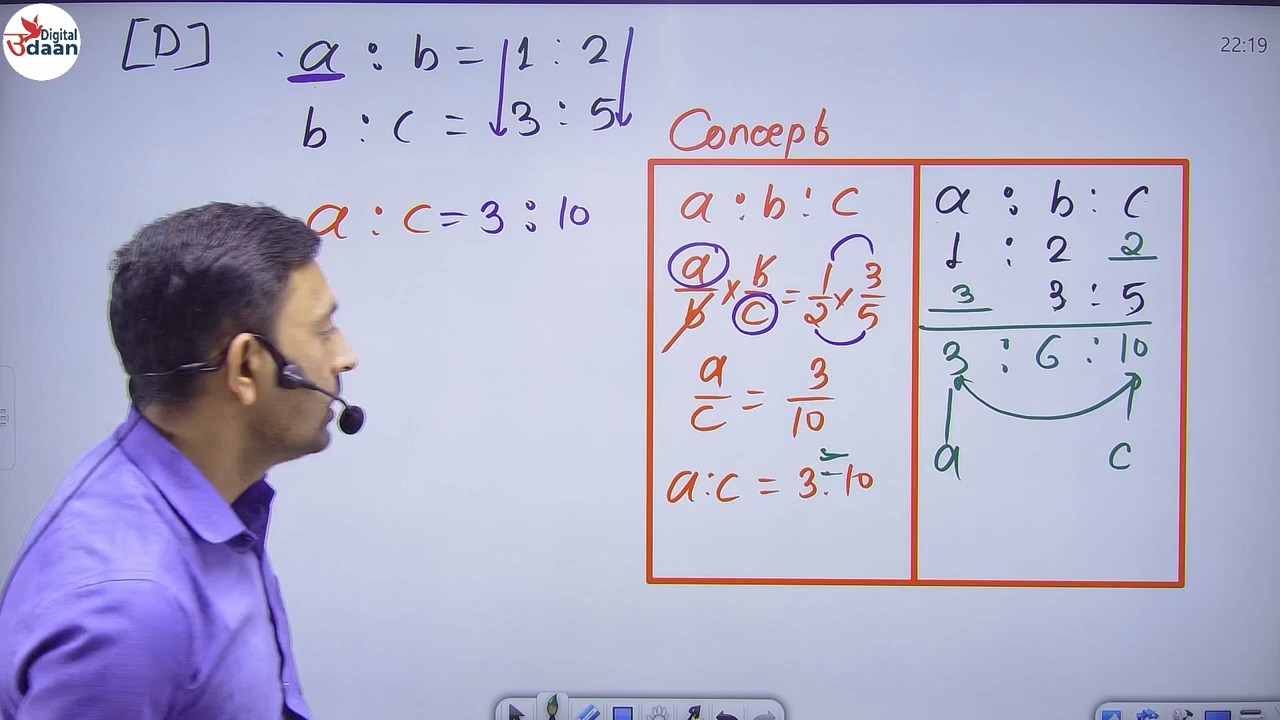 Digital
उdaan
22:19
[D] a : b = 1 : 2
b : c = 3 : 5
a : c = 3 : 10
Concept
a : b : c
a/b × b/c = 1/2 × 3/5
a/c = 3/10
a:c = 3:10
a : b : c
1 : 2 2
3 3 : 5
3 : 6 : 10
a c